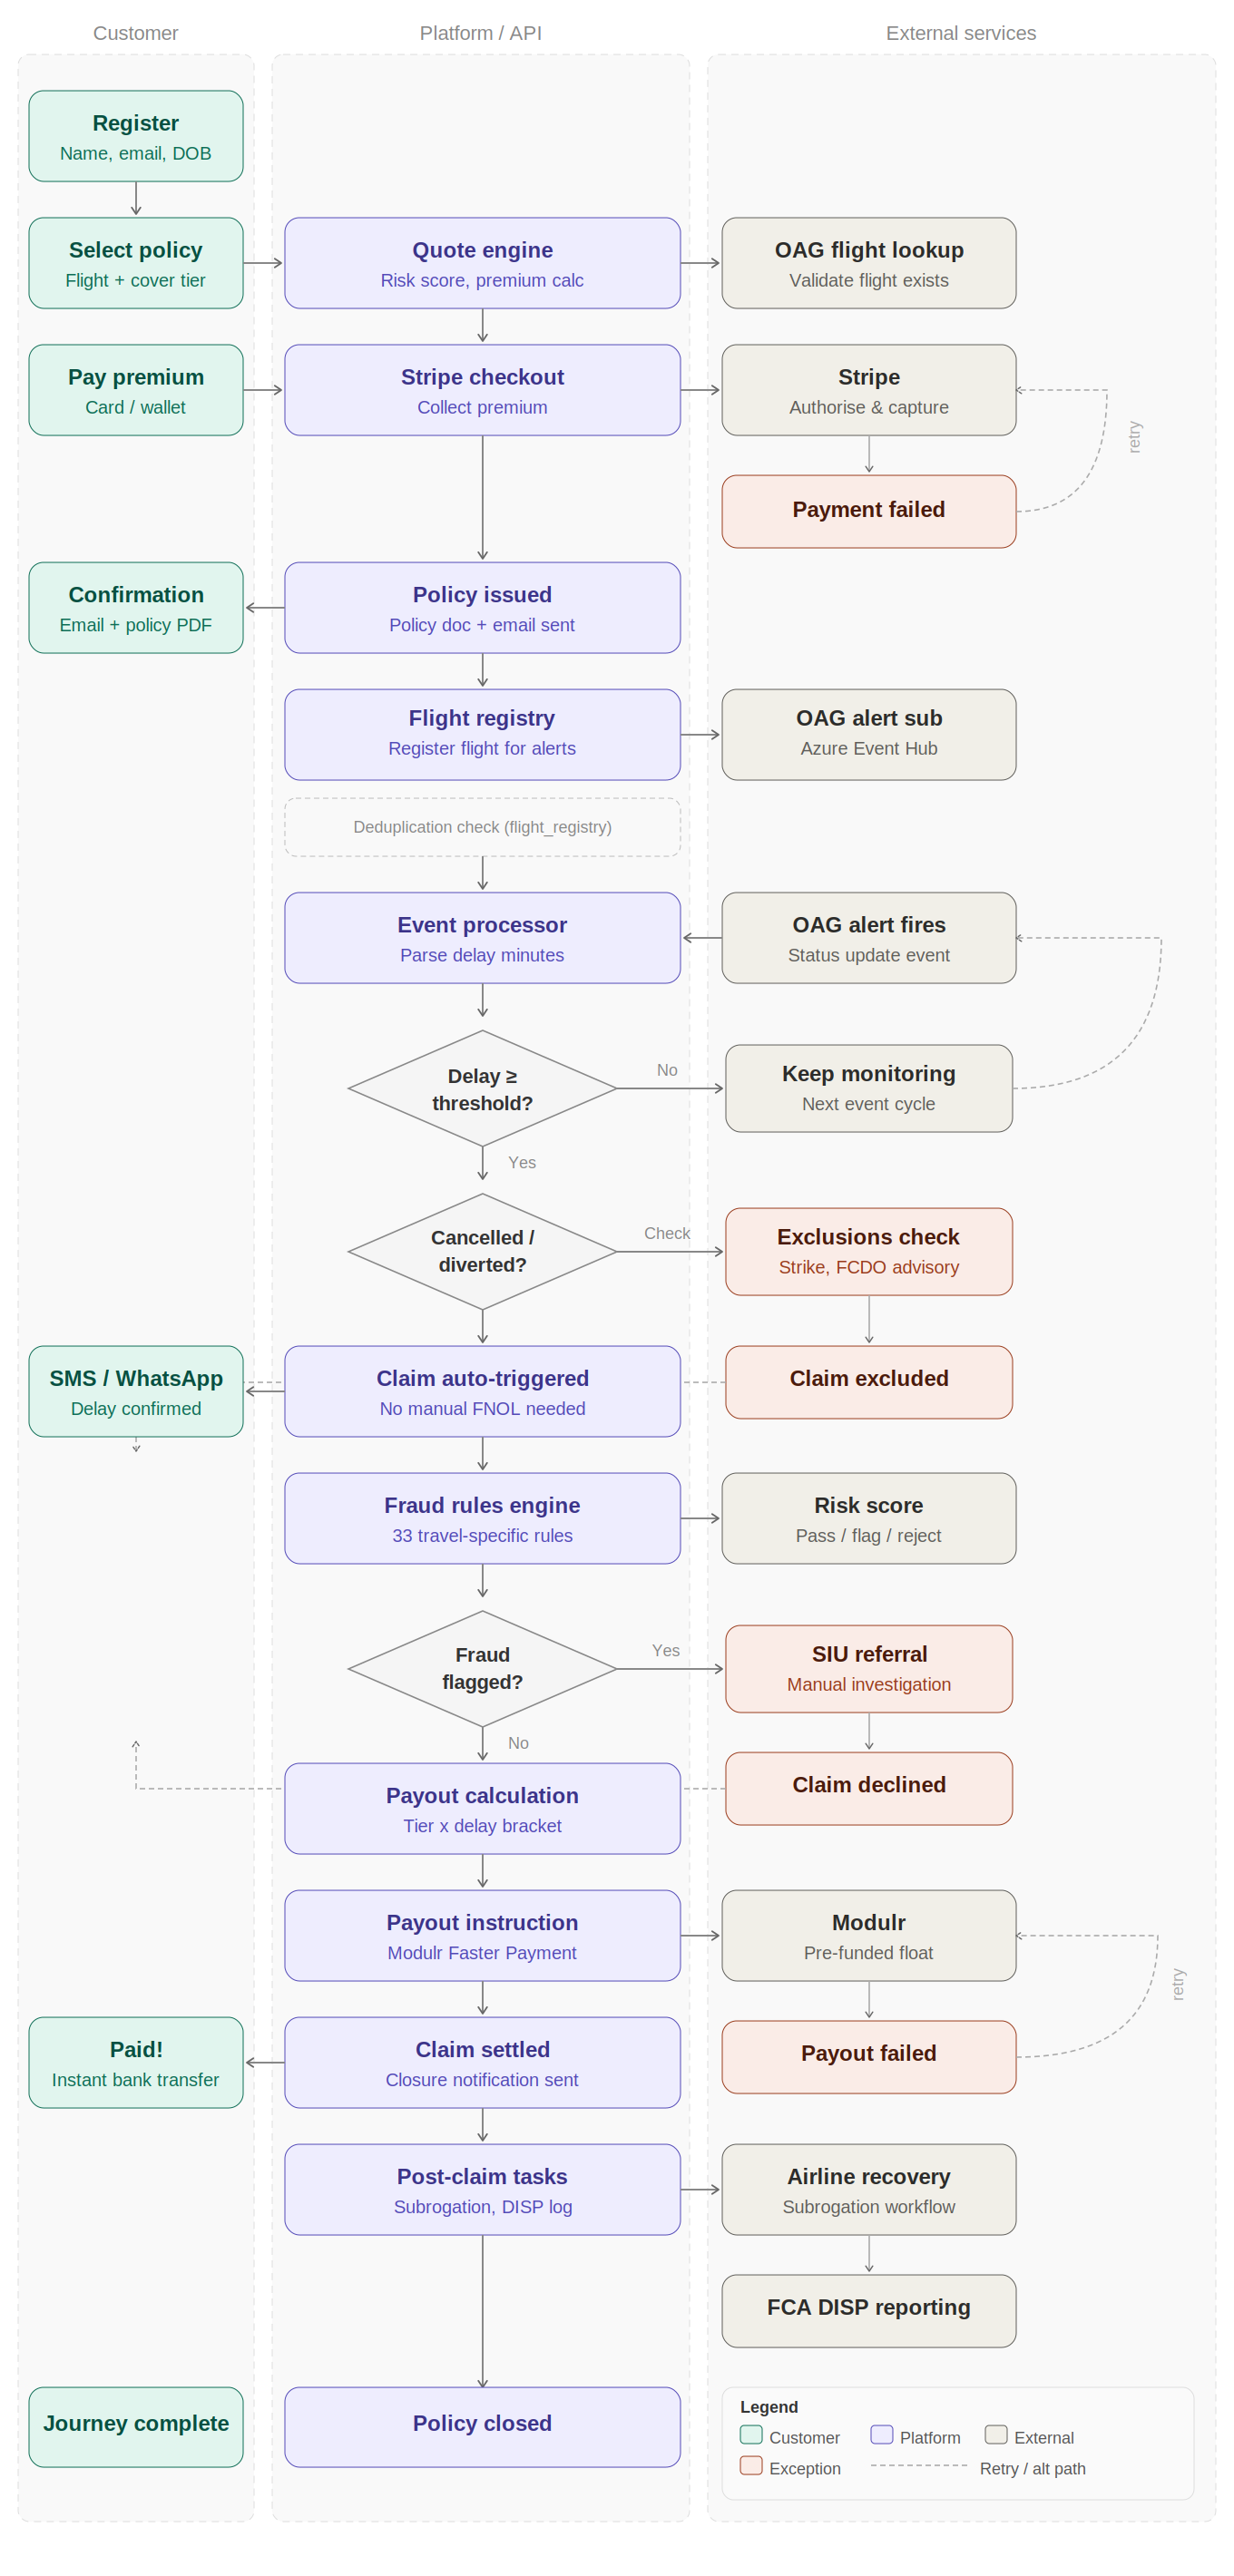 Customer
Platform / API
External services
Register
Name, email, DOB
Select policy
Flight + cover tier
Quote engine
Risk score, premium calc
OAG flight lookup
Validate flight exists
Pay premium
Card / wallet
Stripe checkout
Collect premium
Stripe
Authorise & capture
retry
Payment failed
Confirmation
Email + policy PDF
Policy issued
Policy doc + email sent
Flight registry
Register flight for alerts
OAG alert sub
Azure Event Hub
Deduplication check (flight_registry)
Event processor
Parse delay minutes
OAG alert fires
Status update event
Delay ≥
threshold?
No
Keep monitoring
Next event cycle
Yes
Cancelled /
diverted?
Check
Exclusions check
Strike, FCDO advisory
SMS / WhatsApp
Delay confirmed
Claim auto-triggered
No manual FNOL needed
Claim excluded
Fraud rules engine
33 travel-specific rules
Risk score
Pass / flag / reject
Fraud
flagged?
Yes
SIU referral
Manual investigation
No
Payout calculation
Tier x delay bracket
Claim declined
Payout instruction
Modulr Faster Payment
Modulr
Pre-funded float
retry
Paid!
Instant bank transfer
Claim settled
Closure notification sent
Payout failed
Post-claim tasks
Subrogation, DISP log
Airline recovery
Subrogation workflow
FCA DISP reporting
Journey complete
Policy closed
Legend
Customer
Platform
External
Exception
Retry / alt path